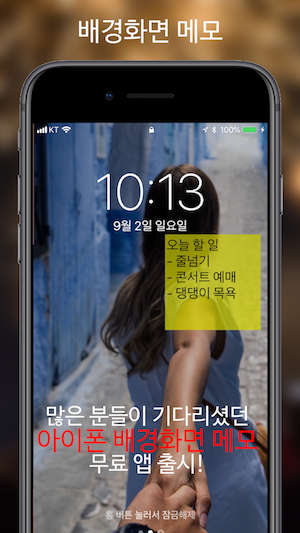 배경화면 메모
KT 100%
10:13
9월 2일 일요일
오늘 할 일
- 줄넘기
- 콘서트 예매
- 댕댕이 목욕
많은 분들이 기다리셨던
아이폰 배경화면 메모
무료 앱 출시!
홈 버튼 눌러서 잠금해제